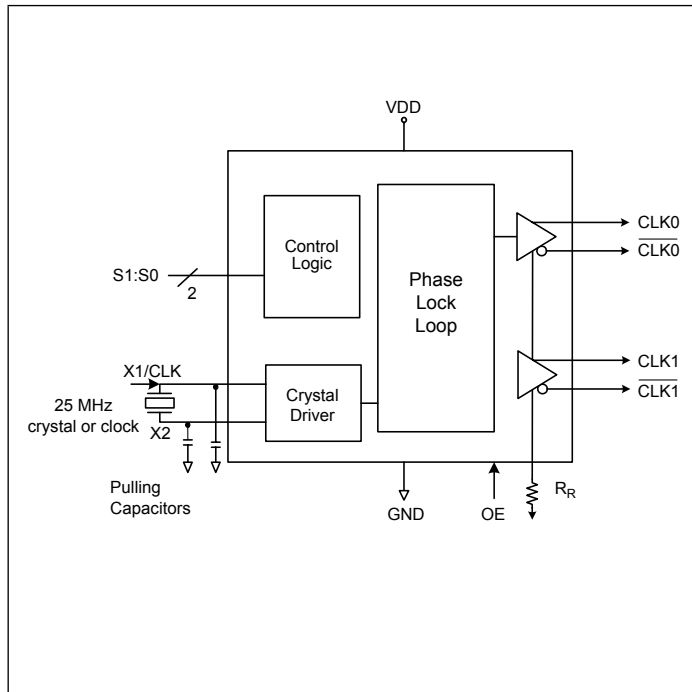 VDD
CLK0
CLK0
Control
Logic
S1:S0
2
Phase
Lock
Loop
X1/CLK
CLK1
CLK1
25 MHz
crystal or clock
X2
Crystal
Driver
Pulling
Capacitors
GND
OE
RR